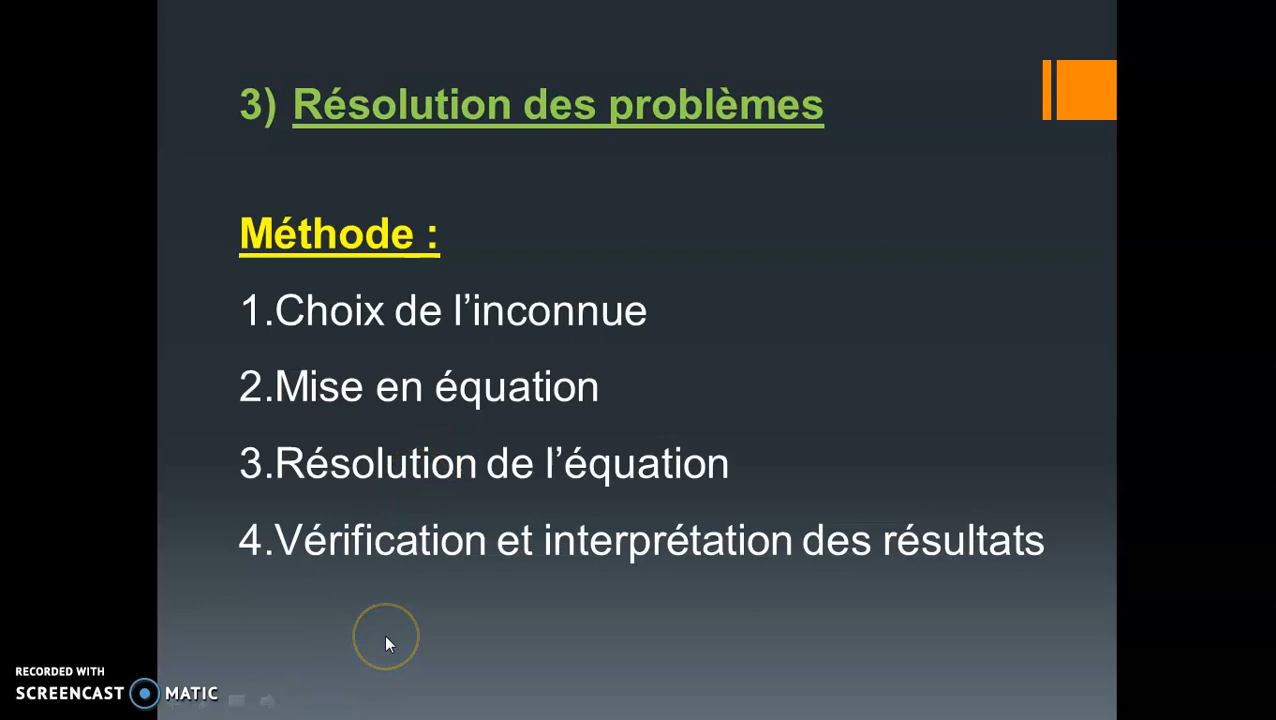 3) Résolution des problèmes
Méthode :
1.Choix de l’inconnue
2.Mise en équation
3.Résolution de l’équation
4.Vérification et interprétation des résultats
RECORDED WITH
SCREENCAST MATIC